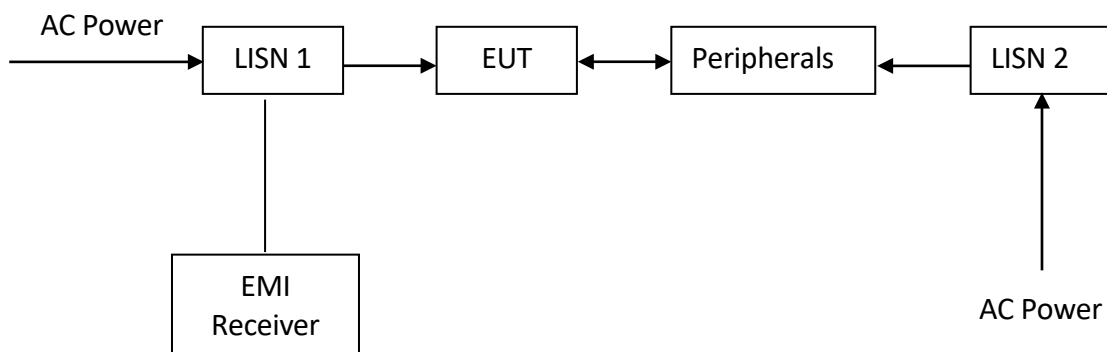 AC Power
LISN 1
EUT
Peripherals
LISN 2
EMI
Receiver
AC Power